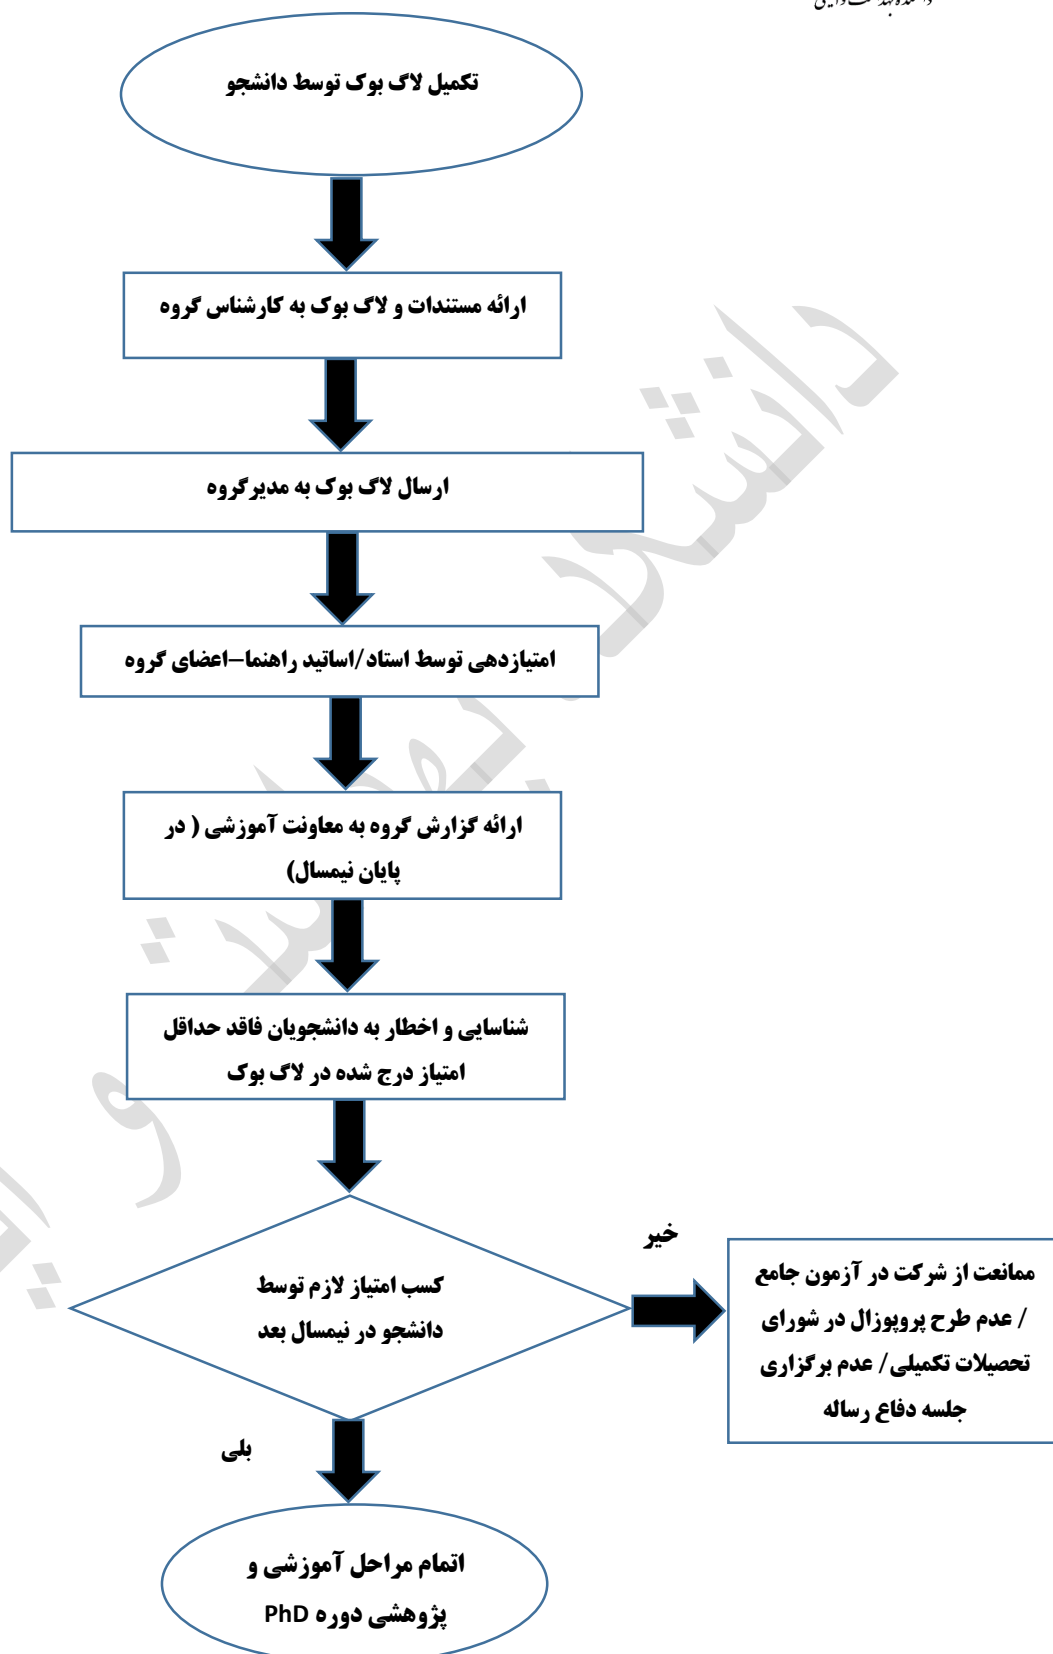 تکمیل لاگ بوک توسط دانشجو
ارائه مستندات و لاگ بوک به کارشناس گروه
ارسال لاگ بوک به مدیرگروه
امتیازدهی توسط استاد/اساتید راهنما–اعضای گروه
ارائه گزارش گروه به معاونت آموزشی ( در
پایان نیمسال)
شناسایی و اخطار به دانشجویان فاقد حداقل
امتیاز درج شده در لاگ بوک
کسب امتیاز لازم توسط
دانشجو در نیمسال بعد
خیر
ممانعت از شرکت در آزمون جامع
/ عدم طرح پروپوزال در شورای
تحصیلات تکمیلی/ عدم برگزاری
جلسه دفاع رساله
بلی
اتمام مراحل آموزشی و
پژوهشی دوره PhD